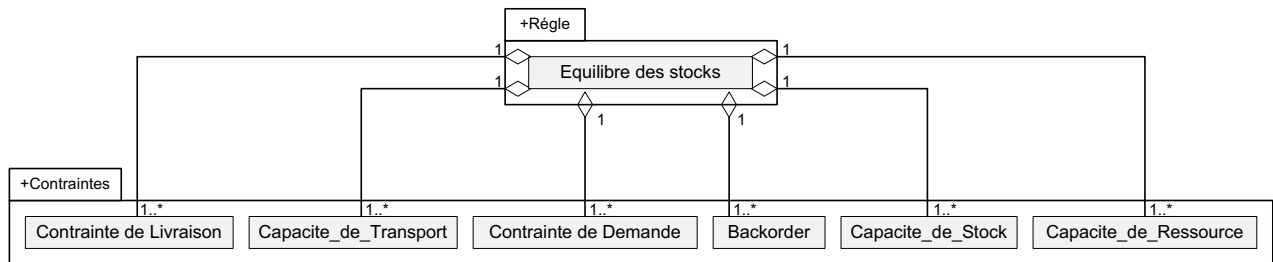 +Régle
1
1
Equilibre des stocks
1
1
1
1
+Contraintes
1..*
1..*
1..*
1..*
1..*
1..*
Contrainte de Livraison
Capacite_de_Transport
Contrainte de Demande
Backorder
Capacite_de_Stock
Capacite_de_Ressource